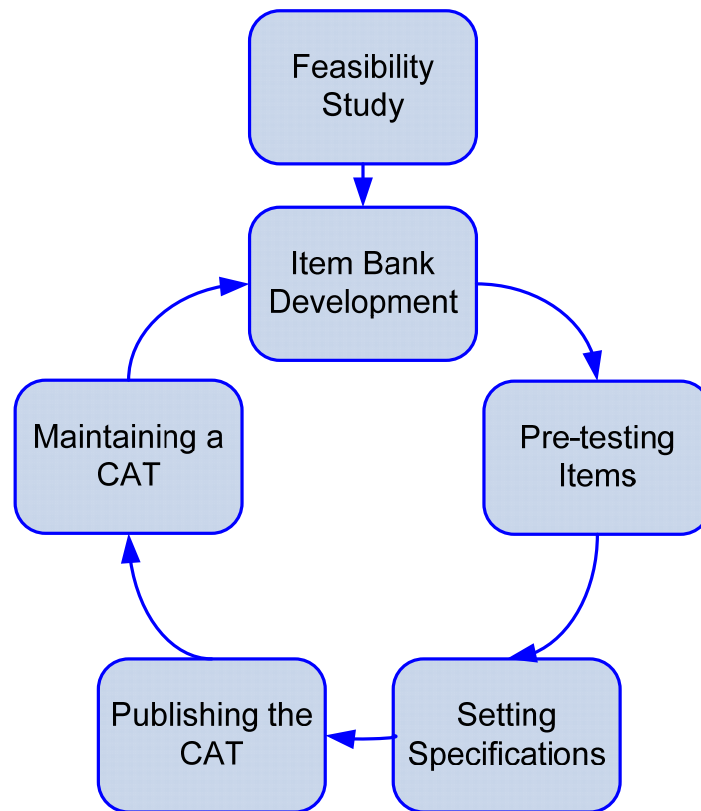 Feasibility
Study
Item Bank
Development
Pre-testing
Items
Setting
Specifications
Publishing the
CAT
Maintaining a
CAT